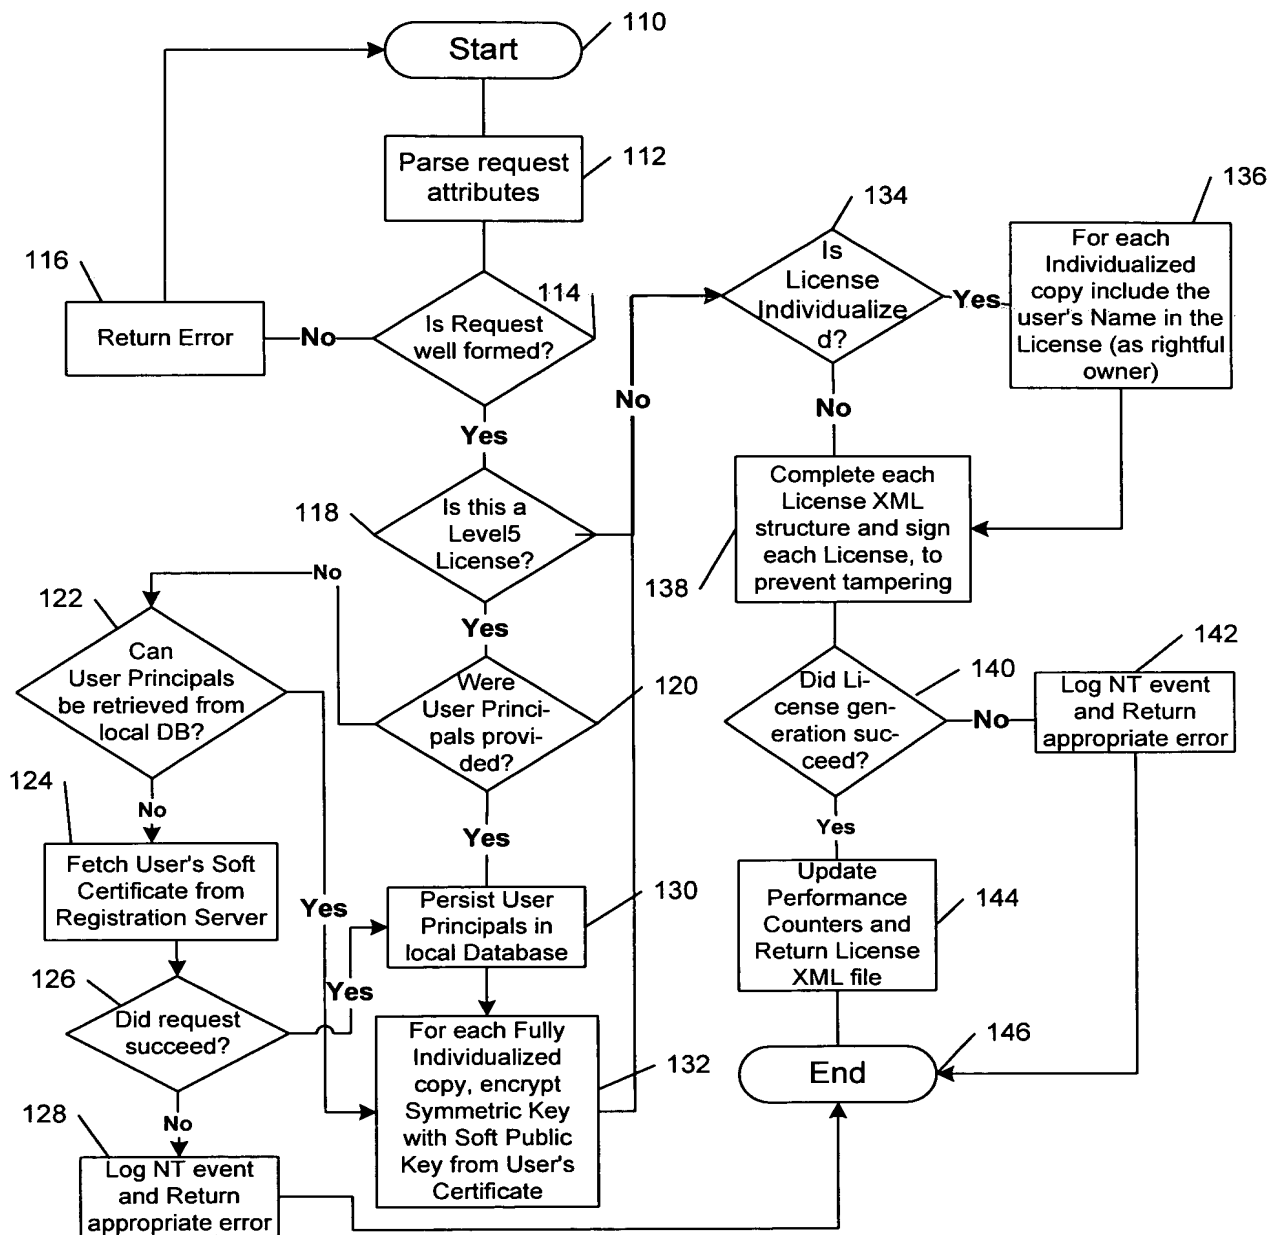 Start
110
Parse request
attributes
112
116
Return Error
No
Is Request
well formed?
114
Yes
118
Is this a
Level5
License?
No
Yes
No
122
Can
User Principals
be retrieved from
local DB?
Were
User Princi-
pals provi-
ded?
120
124
No
Yes
Fetch User's Soft
Certificate from
Registration Server
Yes
Persist User
Principals in
local Database
130
126
Did request
succeed?
Yes
For each Fully
Individualized
copy, encrypt
Symmetric Key
with Soft Public
Key from User's
Certificate
132
128
No
Log NT event
and Return
appropriate error
134
Is
License
Individualize
d?
Yes
136
For each
Individualized
copy include the
user's Name in the
License (as rightful
owner)
No
Complete each
License XML
structure and sign
each License, to
prevent tampering
138
Did Li-
cense gen-
eration suc-
ceed?
140
No
142
Log NT event
and Return
appropriate error
Yes
Update
Performance
Counters and
Return License
XML file
144
End
146